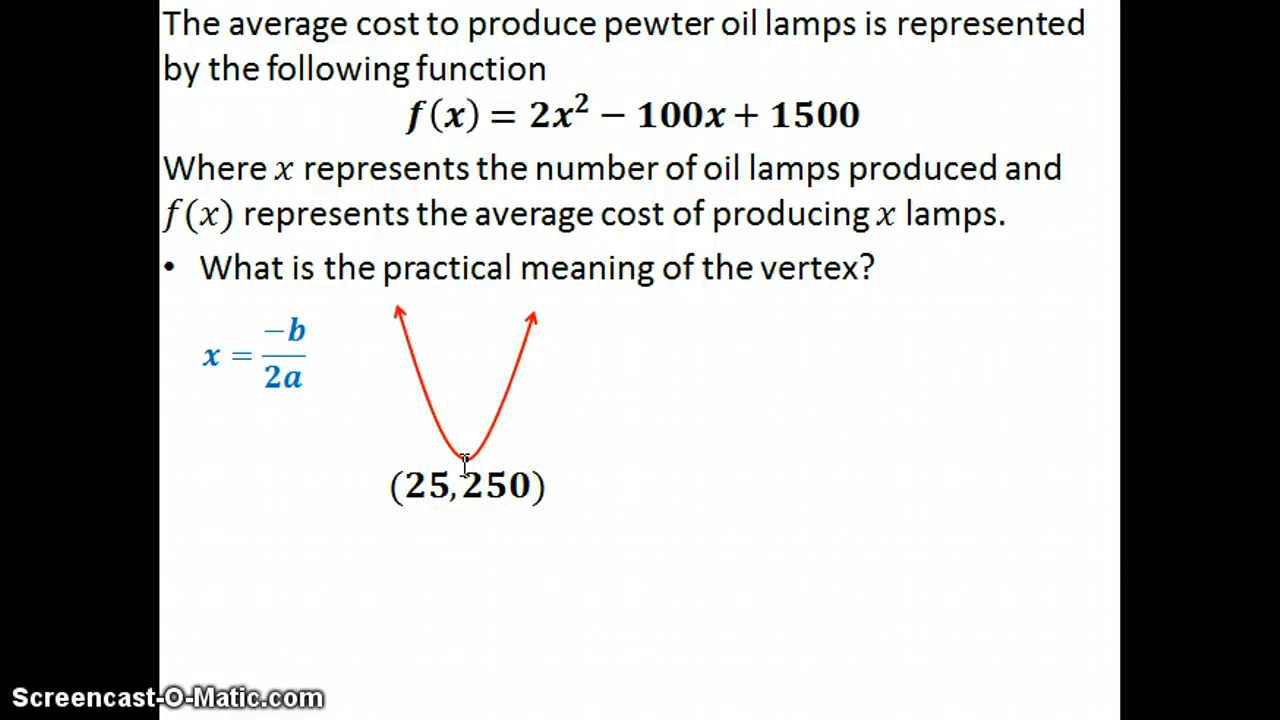 The average cost to produce pewter oil lamps is represented
by the following function
f(x) = 2x² − 100x + 1500
Where x represents the number of oil lamps produced and
f(x) represents the average cost of producing x lamps.
• What is the practical meaning of the vertex?
x = −b/2a
(25,250)
Screencast-O-Matic.com